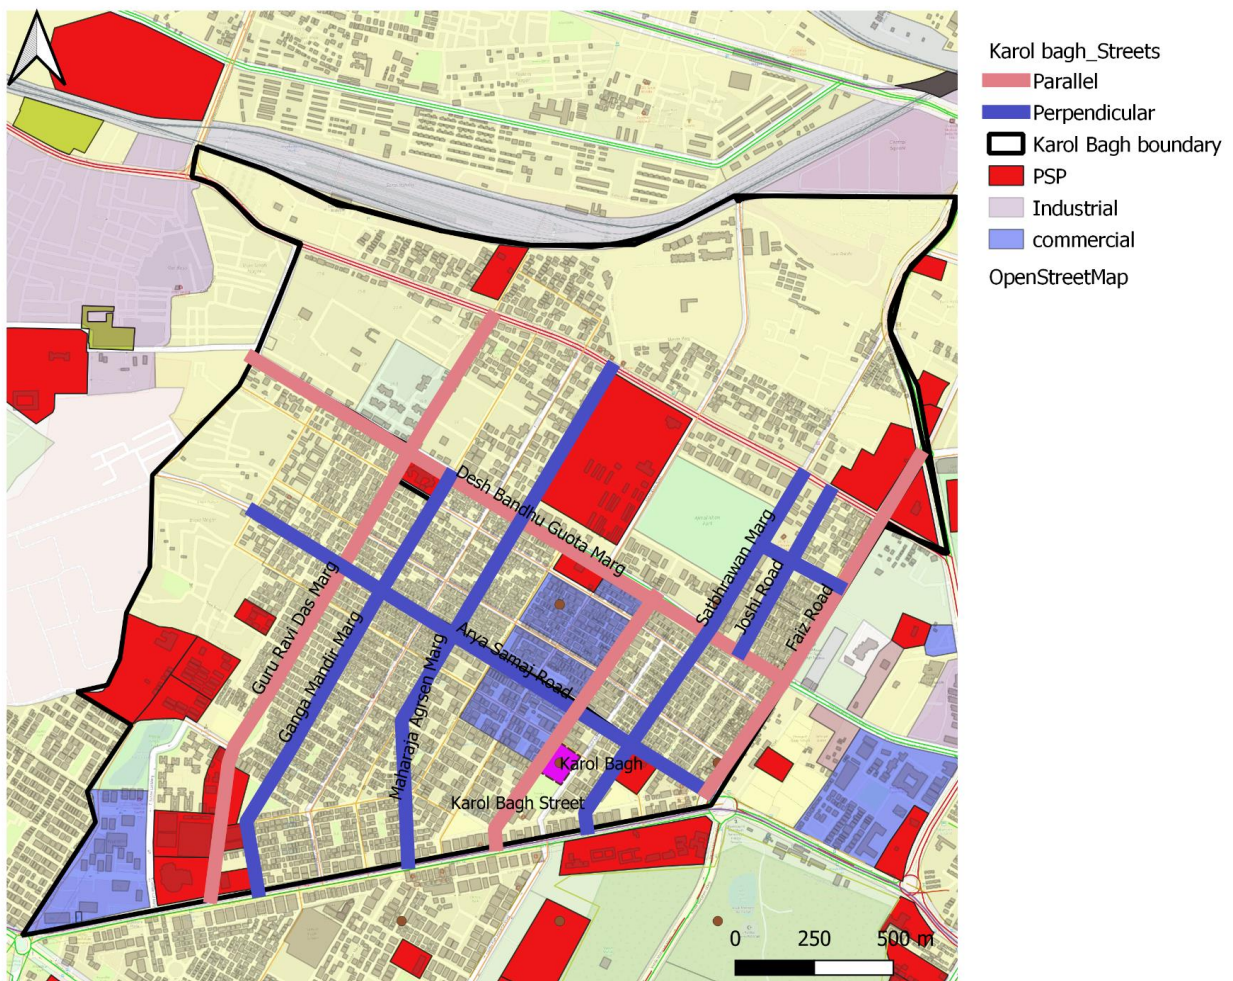 Karol bagh_Streets
Parallel
Perpendicular
Karol Bagh boundary
PSP
Industrial
commercial
OpenStreetMap
Desh Bandhu Guota Marg
Satbhrawan Marg
Joshi Road
Faiz Road
Guru Ravi Das Marg
Ganga Mandir Marg
Maharaja Agrsen Marg
Arya Samaj Road
Karol Bagh
Karol Bagh Street
0 250 500 m